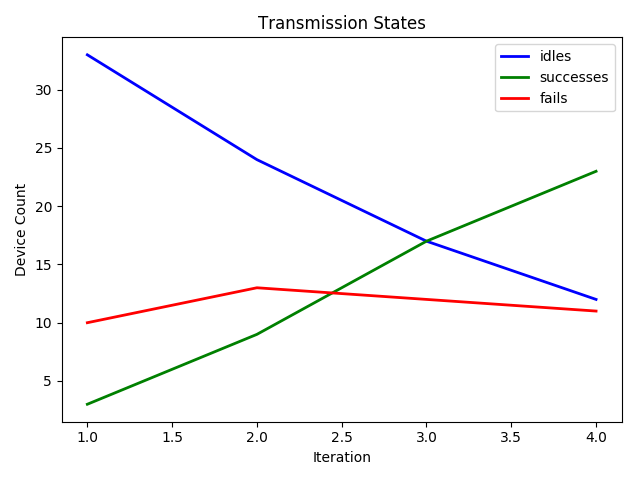 Transmission States
idles
successes
fails
Device Count
30
25
20
15
10
5
1.0 1.5 2.0 2.5 3.0 3.5 4.0
Iteration